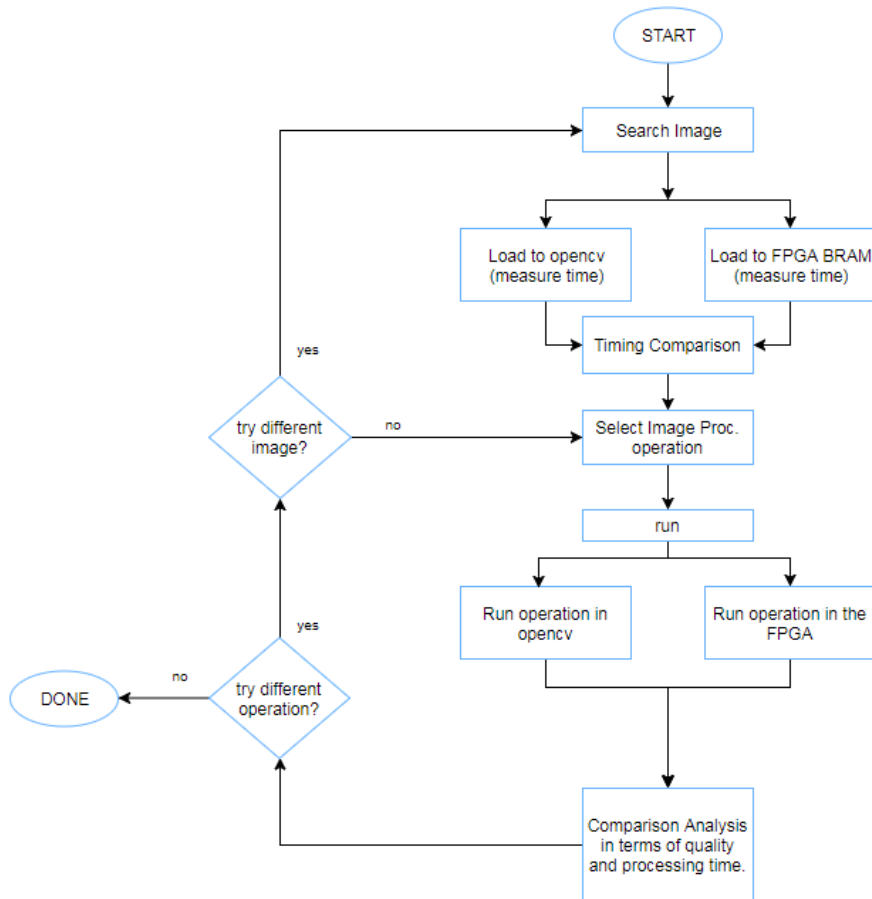 START
Search Image
Load to opencv
(measure time)
Load to FPGA BRAM
(measure time)
Timing Comparison
yes
try different
image?
no
Select Image Proc.
operation
run
Run operation in
opencv
Run operation in the
FPGA
yes
try different
operation?
no
DONE
Comparison Analysis
in terms of quality
and processing time.